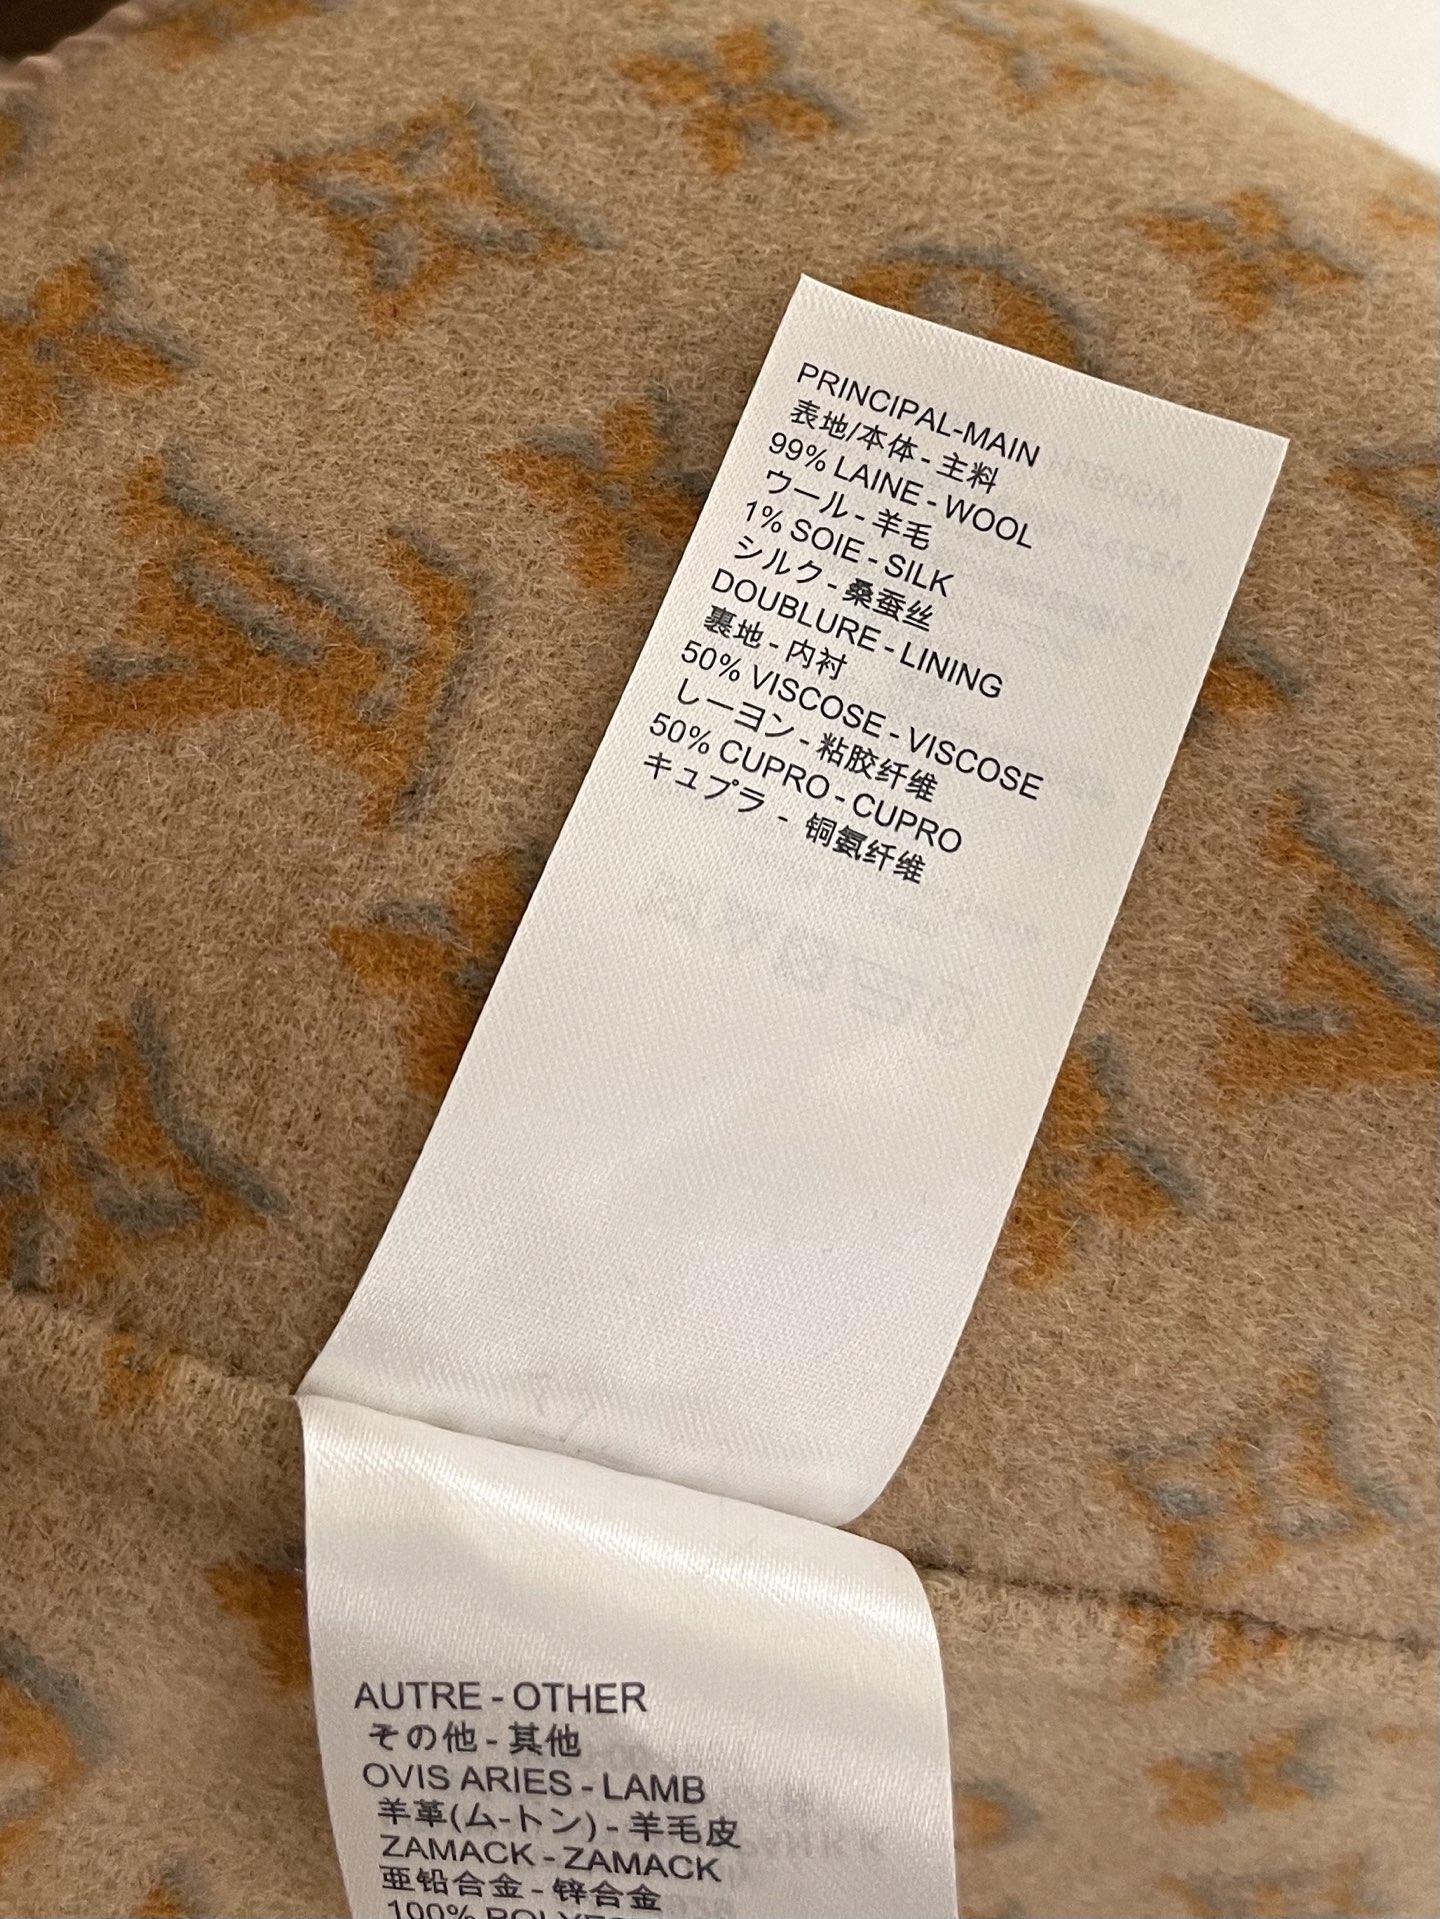 PRINCIPAL-MAIN
表地/本体 - 主料
99% LAINE - WOOL
ウール - 羊毛
1% SOIE - SILK
シルク - 桑蚕丝
DOUBLURE - LINING
裏地 - 内衬
50% VISCOSE - VISCOSE
レーヨン - 粘胶纤维
50% CUPRO - CUPRO
キュプラ - 铜氨纤维
AUTRE - OTHER
その他 - 其他
OVIS ARIES - LAMB
羊革(ム-トン) - 羊毛皮
ZAMACK - ZAMACK
亜鉛合金 - 锌合金
100%